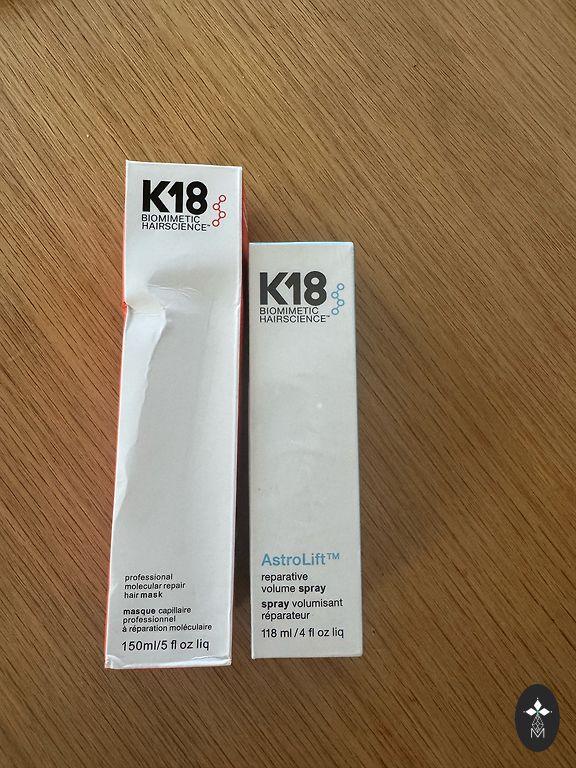 K18
BIOMIMETIC
HAIRSCIENCE™
professional
molecular repair
hair mask
masque capillaire
professionnel
à réparation moléculaire
150ml/5 fl oz liq
K18
BIOMIMETIC
HAIRSCIENCE™
AstroLift™
reparative
volume spray
spray volumisant
réparateur
118 ml/4 fl oz liq
M